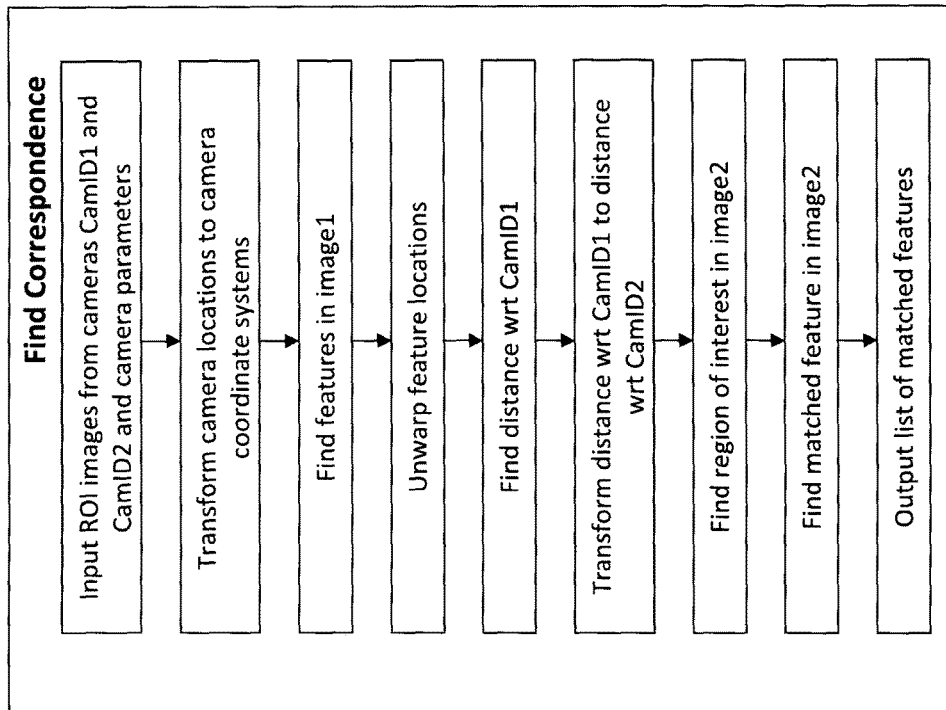 Find Correspondence
Input ROI images from cameras CamID1 and
CamID2 and camera parameters
Transform camera locations to camera
coordinate systems
Find features in image1
Unwarp feature locations
Find distance wrt CamID1
Transform distance wrt CamID1 to distance
wrt CamID2
Find region of interest in image2
Find matched feature in image2
Output list of matched features